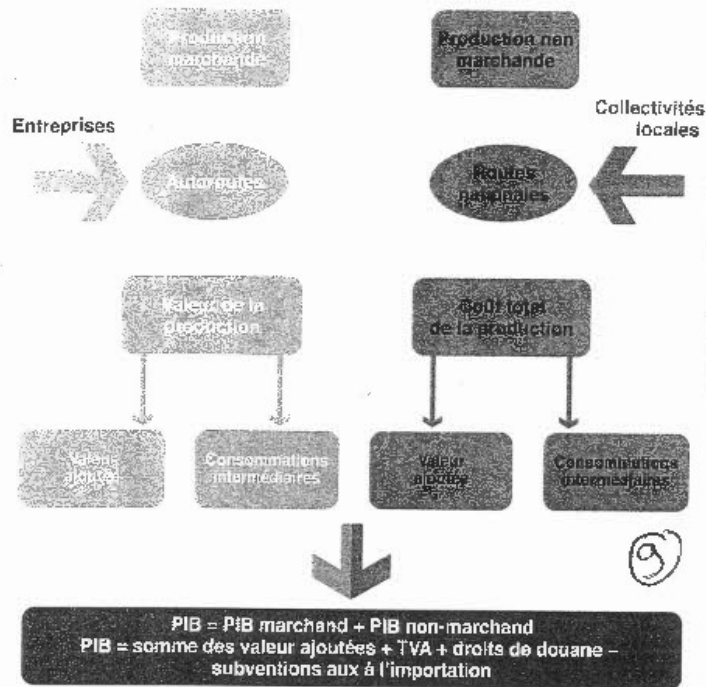 Production
marchande
Production non
marchande
Entreprises
Collectivités
locales
Autoroutes
Routes
nationales
Valeur de la
production
Coût total
de la production
Valeur
ajoutée
Consommations
intermédiaires
Valeur
ajoutée
Consommations
intermédiaires
9
PIB = PIB marchand + PIB non-marchand
PIB = somme des valeur ajoutées + TVA + droits de douane –
subventions aux à l'importation